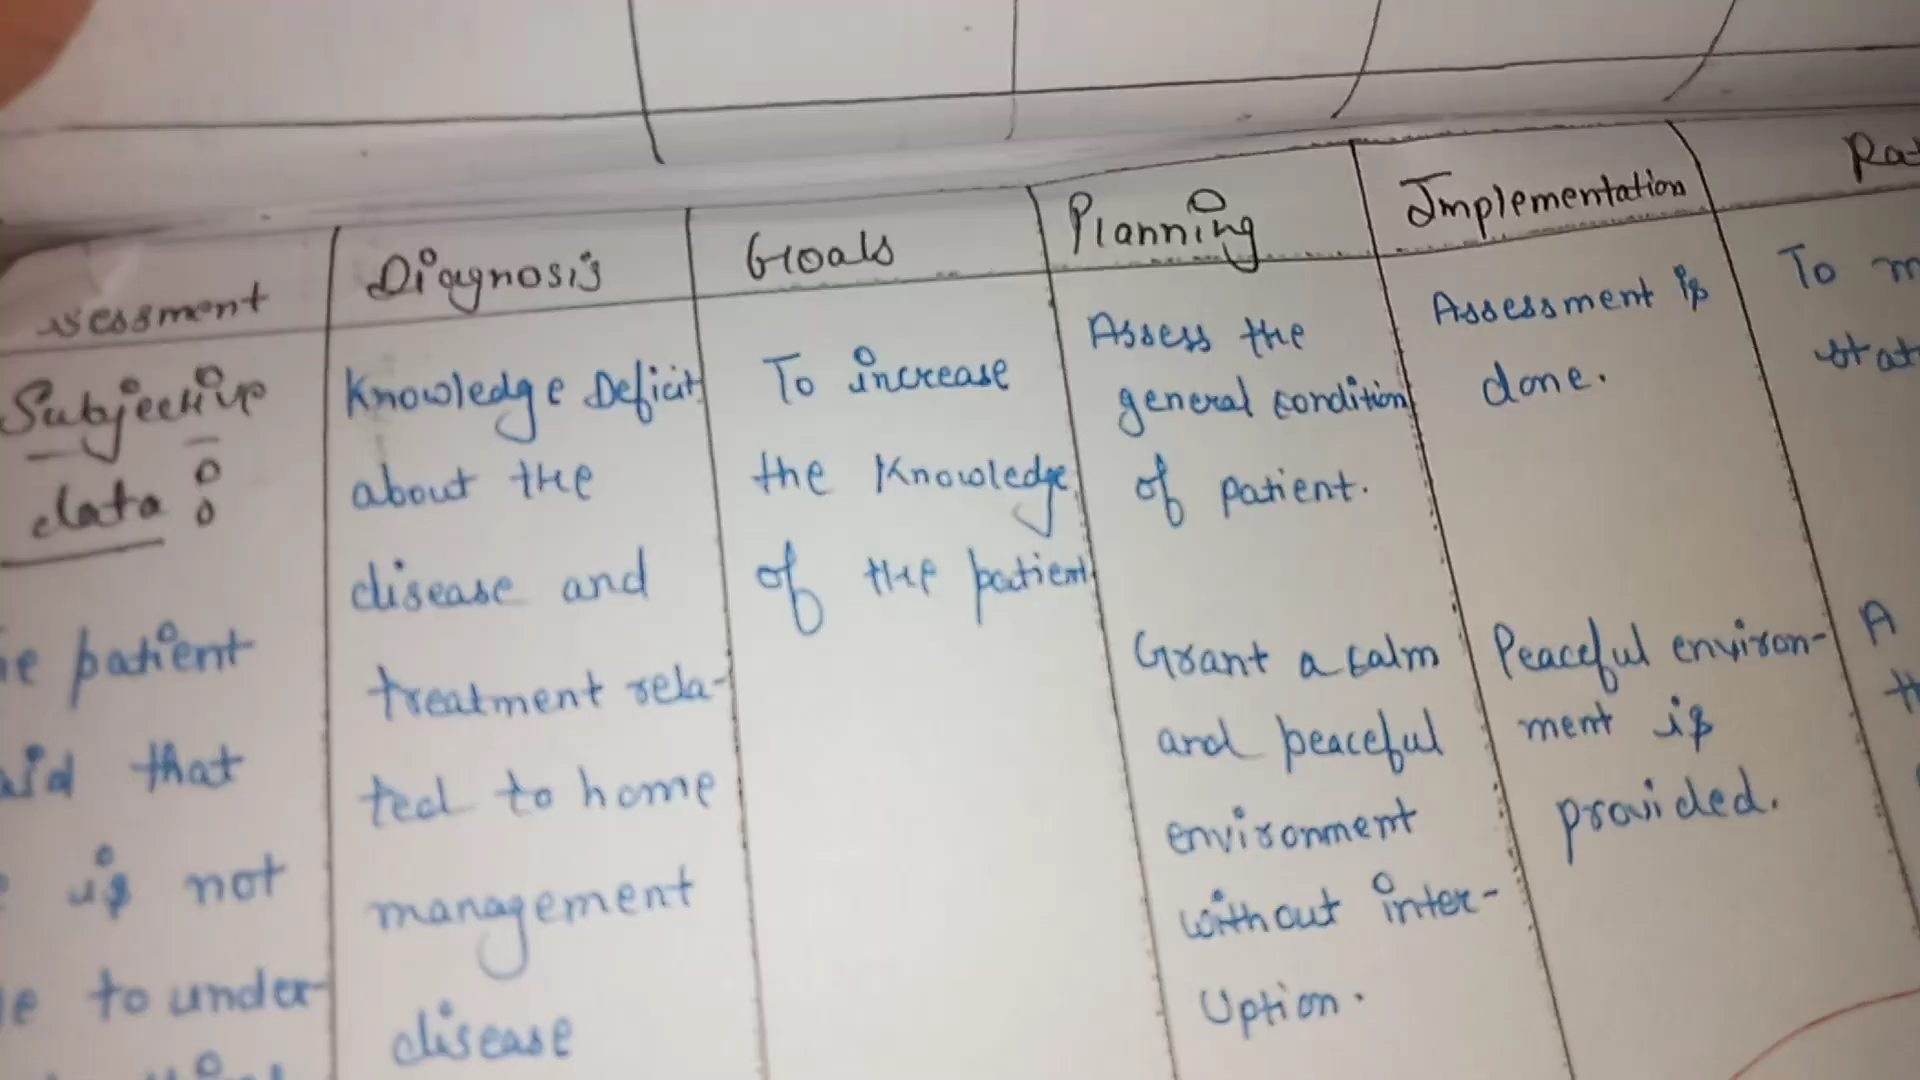 Diagnosis
Goals
Planning
Implementation
Subjective
data :
Knowledge Deficit
about the
disease and
treatment rela-
ted to home
management
disease
To increase
the Knowledge
of the patient
Assess the
general condition
of patient.
Grant a calm
and peaceful
environment
without inter-
uption.
Assessment is
done.
Peaceful environ-
ment is
provided.
To
patient
that
is not
to under-